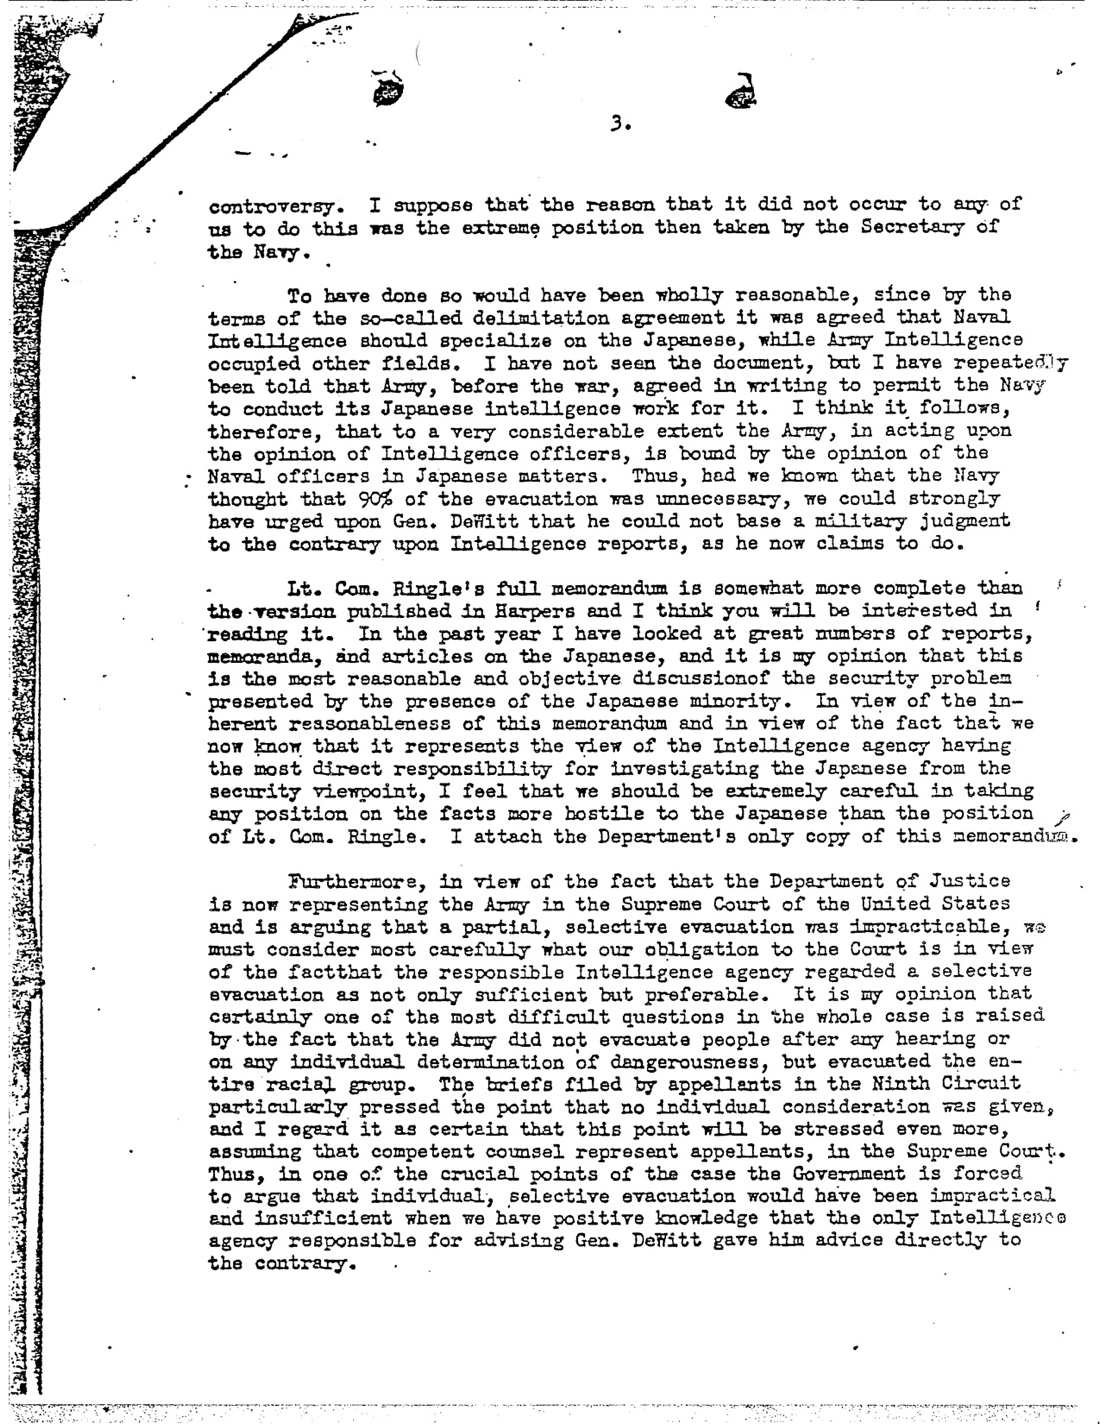 3.
controversy. I suppose that the reason that it did not occur to any of
us to do this was the extreme position then taken by the Secretary of
the Navy.
To have done so would have been wholly reasonable, since by the
terms of the so-called delimitation agreement it was agreed that Naval
Intelligence should specialize on the Japanese, while Army Intelligence
occupied other fields. I have not seen the document, but I have repeatedly
been told that Army, before the war, agreed in writing to permit the Navy
to conduct its Japanese intelligence work for it. I think it follows,
therefore, that to a very considerable extent the Army, in acting upon
the opinion of Intelligence officers, is bound by the opinion of the
Naval officers in Japanese matters. Thus, had we known that the Navy
thought that 90% of the evacuation was unnecessary, we could strongly
have urged upon Gen. DeWitt that he could not base a military judgment
to the contrary upon Intelligence reports, as he now claims to do.
Lt. Com. Ringle's full memorandum is somewhat more complete than
the version published in Harpers and I think you will be interested in
reading it. In the past year I have looked at great numbers of reports,
memoranda, and articles on the Japanese, and it is my opinion that this
is the most reasonable and objective discussionof the security problem
presented by the presence of the Japanese minority. In view of the in-
herent reasonableness of this memorandum and in view of the fact that we
now know that it represents the view of the Intelligence agency having
the most direct responsibility for investigating the Japanese from the
security viewpoint, I feel that we should be extremely careful in taking
any position on the facts more hostile to the Japanese than the position
of Lt. Com. Ringle. I attach the Department's only copy of this memorandum.
Furthermore, in view of the fact that the Department of Justice
is now representing the Army in the Supreme Court of the United States
and is arguing that a partial, selective evacuation was impracticable, we
must consider most carefully what our obligation to the Court is in view
of the factthat the responsible Intelligence agency regarded a selective
evacuation as not only sufficient but preferable. It is my opinion that
certainly one of the most difficult questions in the whole case is raised
by the fact that the Army did not evacuate people after any hearing or
on any individual determination of dangerousness, but evacuated the en-
tire racial group. The briefs filed by appellants in the Ninth Circuit
particularly pressed the point that no individual consideration was given,
and I regard it as certain that this point will be stressed even more,
assuming that competent counsel represent appellants, in the Supreme Court.
Thus, in one of the crucial points of the case the Government is forced
to argue that individual, selective evacuation would have been impractical
and insufficient when we have positive knowledge that the only Intelligence
agency responsible for advising Gen. DeWitt gave him advice directly to
the contrary.